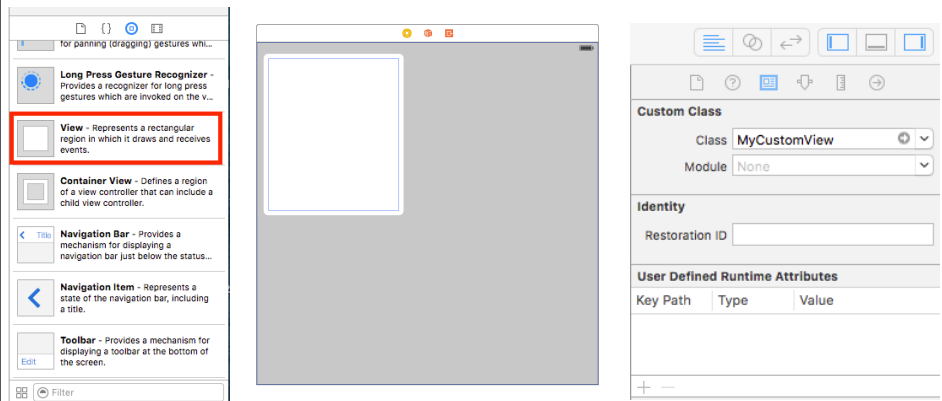 for panning (dragging) gestures whi...
Long Press Gesture Recognizer -
Provides a recognizer for long press
gestures which are invoked on the v...
View - Represents a rectangular
region in which it draws and receives
events.
Container View - Defines a region
of a view controller that can include a
child view controller.
Title
Navigation Bar - Provides a
mechanism for displaying a
navigation bar just below the status...
Navigation Item - Represents a
state of the navigation bar, including
a title.
Toolbar - Provides a mechanism for
displaying a toolbar at the bottom of
the screen.
Edit
Filter
Custom Class
Class MyCustomView
Module None
Identity
Restoration ID
User Defined Runtime Attributes
Key Path Type Value